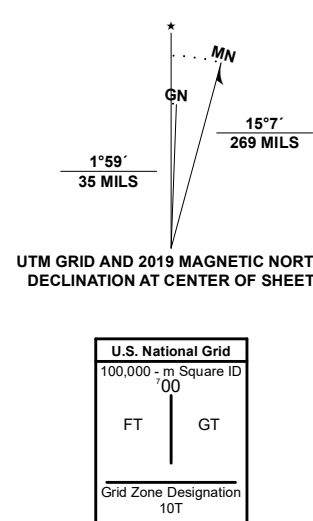 ★
MN
GN
15°7´
269 MILS
1°59´
35 MILS
UTM GRID AND 2019 MAGNETIC NORT
DECLINATION AT CENTER OF SHEET
U.S. National Grid
100,000 - m Square ID
⁷00
FT GT
Grid Zone Designation
10T